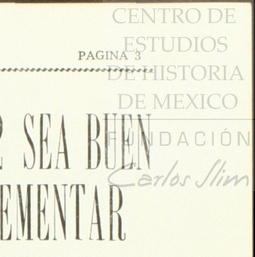 CENTRO DE
ESTUDIOS
PAGINA 3
DE HISTORIA
DE MEXICO
SEA BUEN
FUNDACIÓN
Carlos Slim
EMENTAR